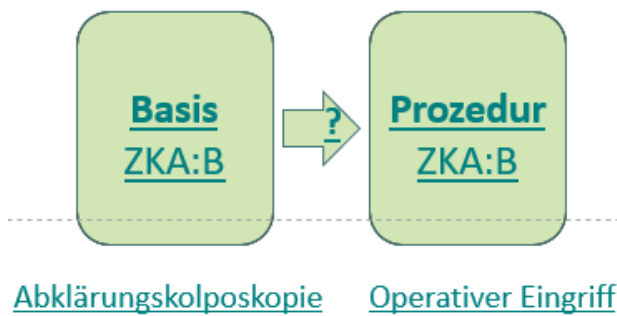 Basis
ZKA:B
?
Prozedur
ZKA:B
Abklärungskolposkopie
Operativer Eingriff